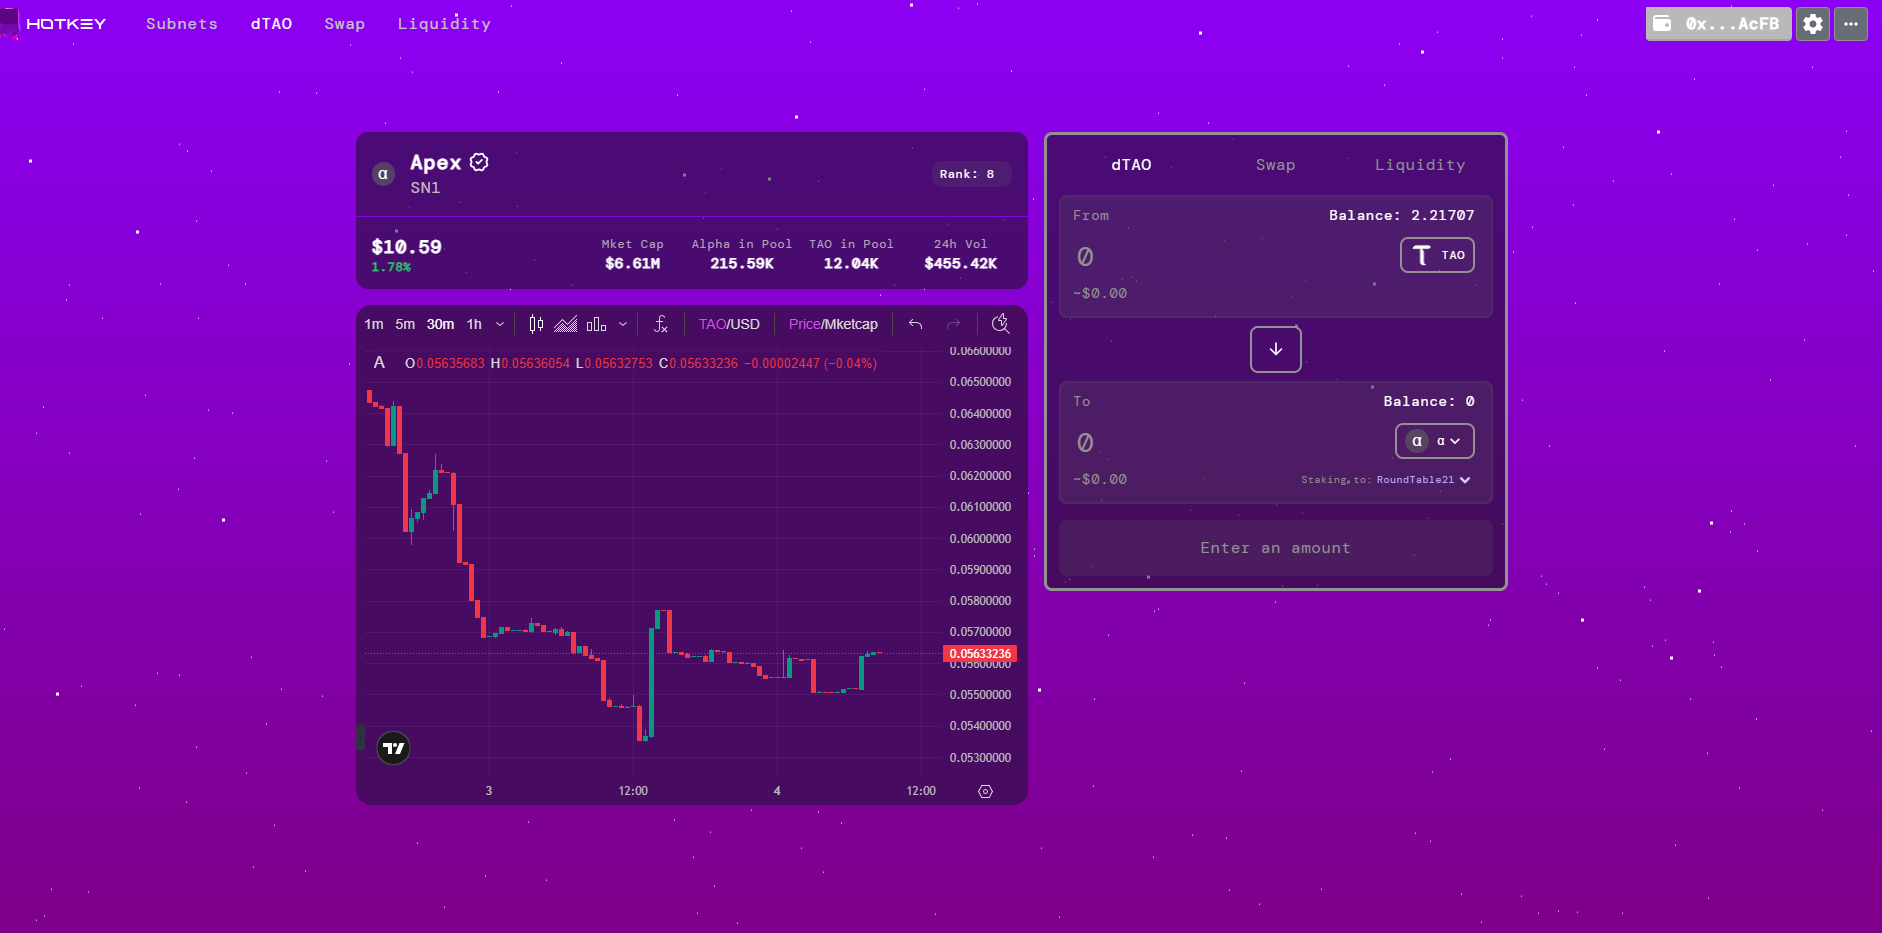 HOTKEY Subnets dTAO Swap Liquidity 0x...AcFB
α Apex
SN1
Rank: 8
$10.59
1.78%
Mket Cap Alpha in Pool TAO in Pool 24h Vol
$6.61M 215.59K 12.04K $455.42K
1m 5m 30m 1h TAO/USD Price/Mketcap
A O0.05635683 H0.05636054 L0.05632753 C0.05633236 −0.00002447 (−0.04%)
0.06600000
0.06500000
0.06400000
0.06300000
0.06200000
0.06100000
0.06000000
0.05900000
0.05800000
0.05700000
0.05633236
0.05600000
0.05500000
0.05400000
0.05300000
3 12:00 4 12:00
dTAO Swap Liquidity
From Balance: 2.21707
0 TAO
~$0.00
To Balance: 0
0 α α
~$0.00 Staking to: RoundTable21
Enter an amount